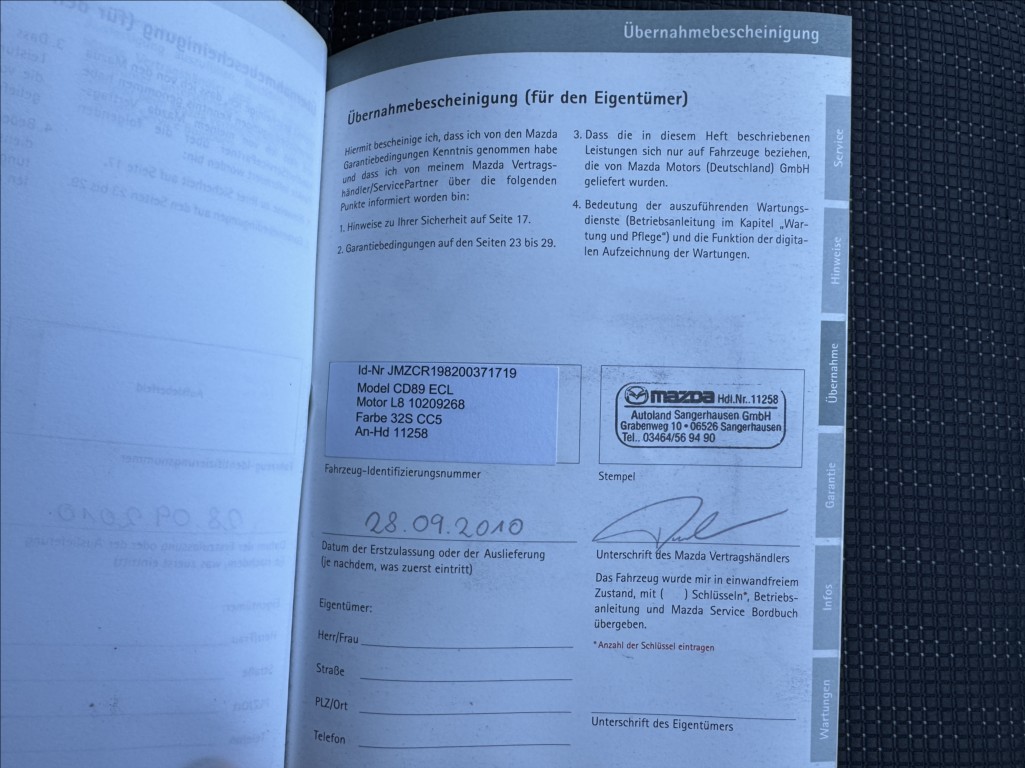 Übernahmebescheinigung
Übernahmebescheinigung (für den Eigentümer)
Hiermit bescheinige ich, dass ich von den Mazda
Garantiebedingungen Kenntnis genommen habe
und dass ich von meinem Mazda Vertrags-
händler/ServicePartner über die folgenden
Punkte informiert worden bin:
1. Hinweise zu Ihrer Sicherheit auf Seite 17.
2. Garantiebedingungen auf den Seiten 23 bis 29.
3. Dass die in diesem Heft beschriebenen
Leistungen sich nur auf Fahrzeuge beziehen,
die von Mazda Motors (Deutschland) GmbH
geliefert wurden.
4. Bedeutung der auszuführenden Wartungs-
dienste (Betriebsanleitung im Kapitel „War-
tung und Pflege") und die Funktion der digita-
len Aufzeichnung der Wartungen.
Id-Nr JMZCR198200371719
Model CD89 ECL
Motor L8 10209268
Farbe 32S CC5
An-Hd 11258
Fahrzeug-Identifizierungsnummer
mazda Hdl.Nr..11258
Autoland Sangerhausen GmbH
Grabenweg 10 • 06526 Sangerhausen
Tel.. 03464/56 94 90
Stempel
28.09.2010
Datum der Erstzulassung oder der Auslieferung
(je nachdem, was zuerst eintritt)
Unterschrift des Mazda Vertragshändlers
Das Fahrzeug wurde mir in einwandfreiem
Zustand, mit ( ) Schlüsseln*, Betriebs-
anleitung und Mazda Service Bordbuch
übergeben.
*Anzahl der Schlüssel eintragen
Eigentümer:
Herr/Frau
Straße
PLZ/Ort
Telefon
Unterschrift des Eigentümers
Service
Hinweise
Übernahme
Garantie
Infos
Wartungen